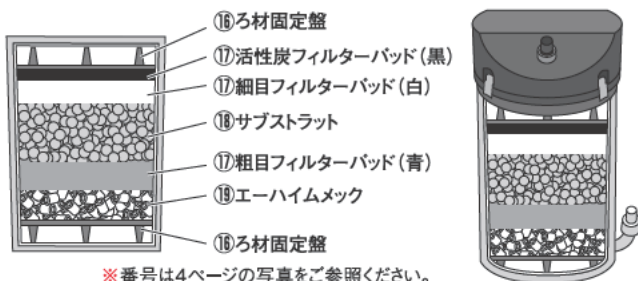 ⑯ろ材固定盤
⑰活性炭フィルターパッド(黒)
⑰細目フィルターパッド(白)
⑱サブストラット
⑰粗目フィルターパッド(青)
⑲エーハイムメック
⑯ろ材固定盤
※番号は4ページの写真をご参照ください。